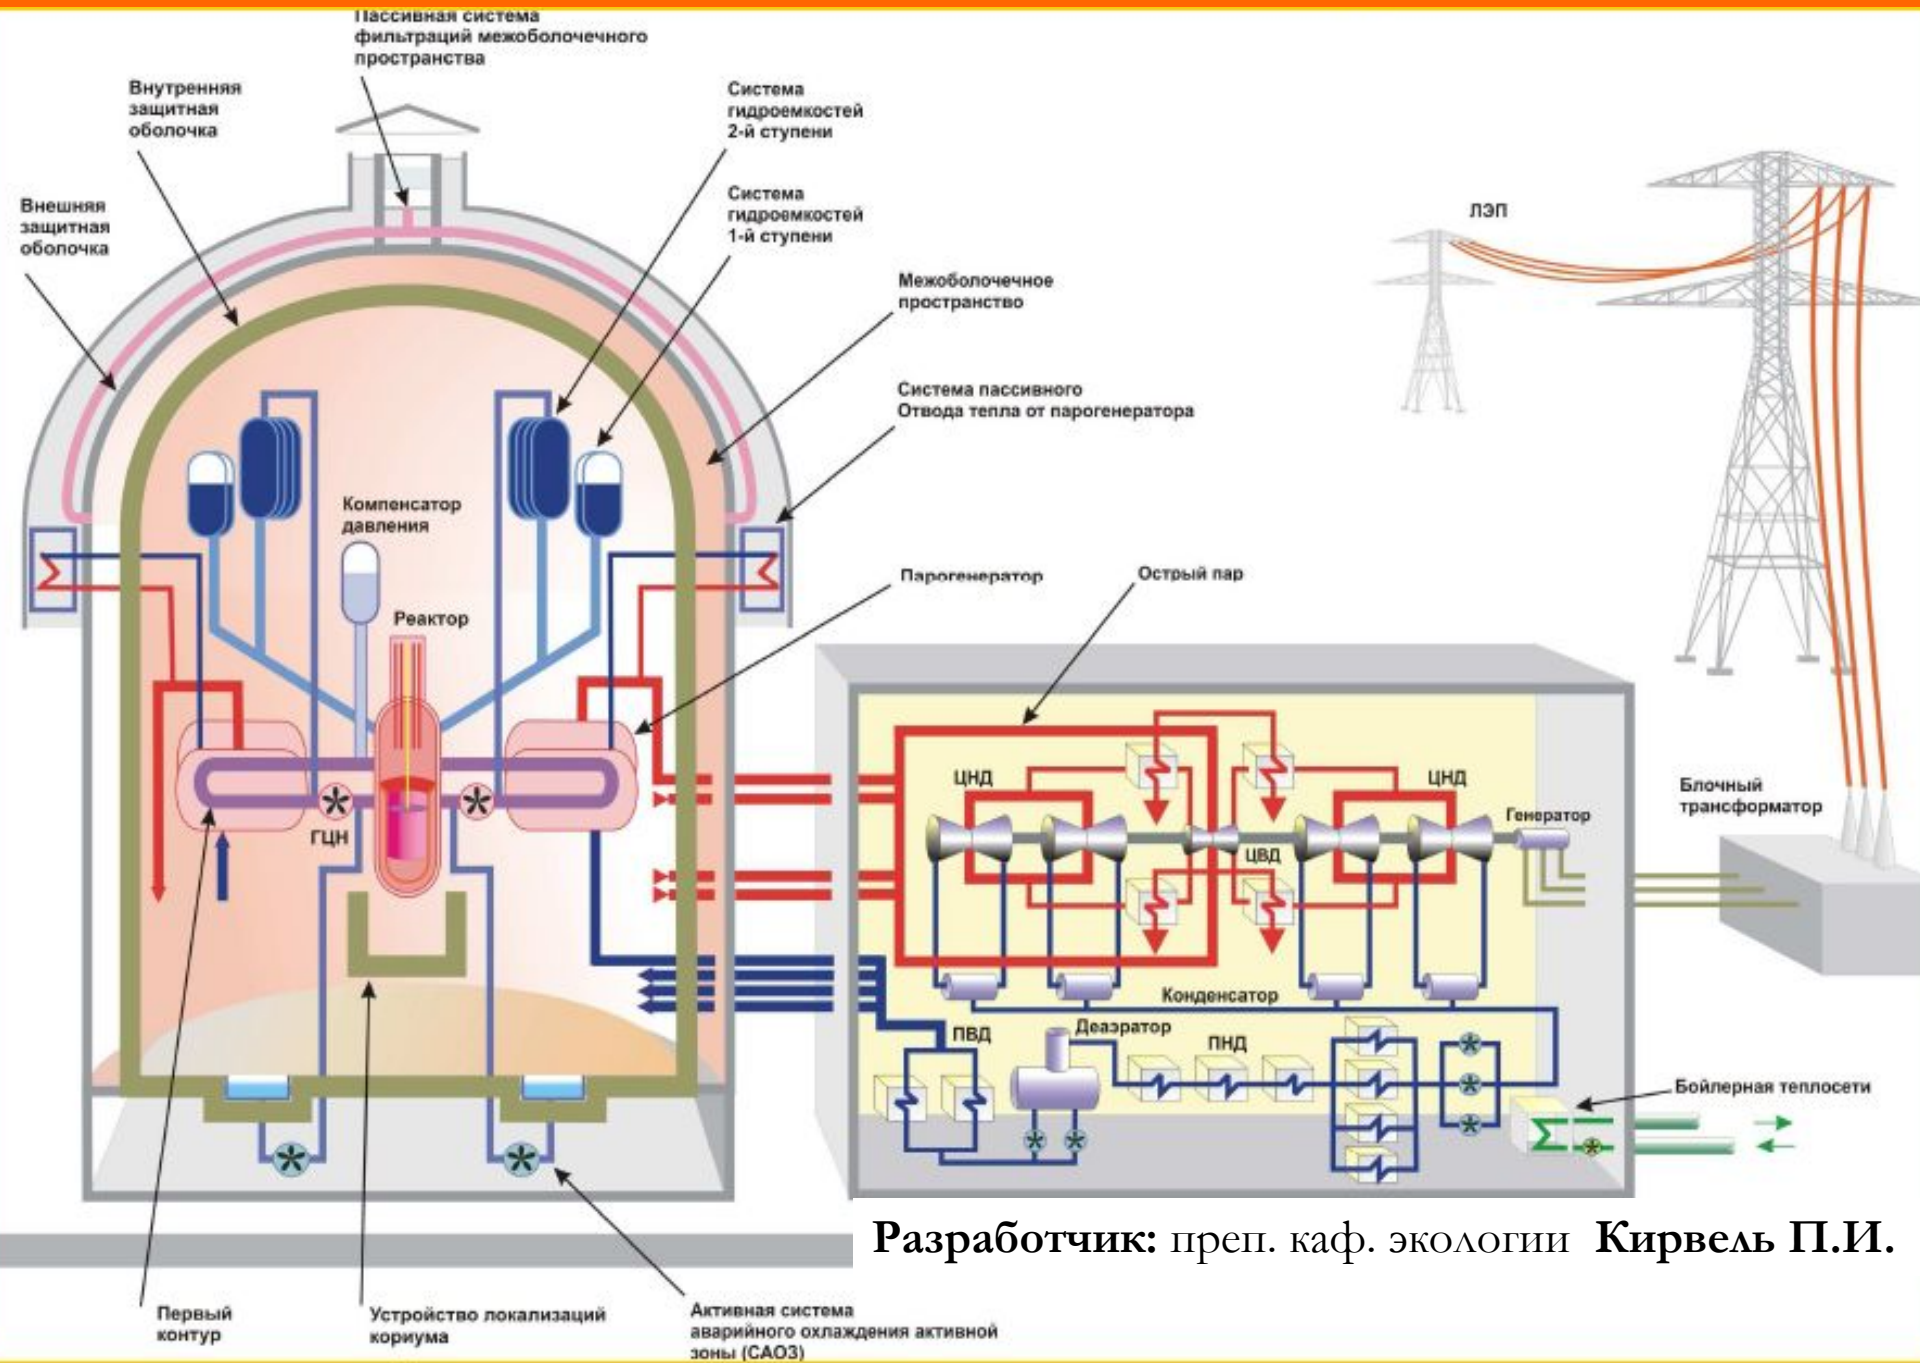 Пассивная система
фильтраций межоболочечного
пространства
Внутренняя
защитная
оболочка
Система
гидроемкостей
2-й ступени
Внешняя
защитная
оболочка
Система
гидроемкостей
1-й ступени
ЛЭП
Межоболочечное
пространство
Система пассивного
Отвода тепла от парогенератора
Компенсатор
давления
Парогенератор
Острый пар
Реактор
ЦНД
ЦНД
Блочный
трансформатор
Генератор
ГЦН
ЦВД
Конденсатор
ПВД
Деаэратор
ПНД
Бойлерная теплосети
Разработчик: преп. каф. экологии Кирвель П.И.
Первый
контур
Устройство локализаций
кориума
Активная система
аварийного охлаждения активной
зоны (САОЗ)